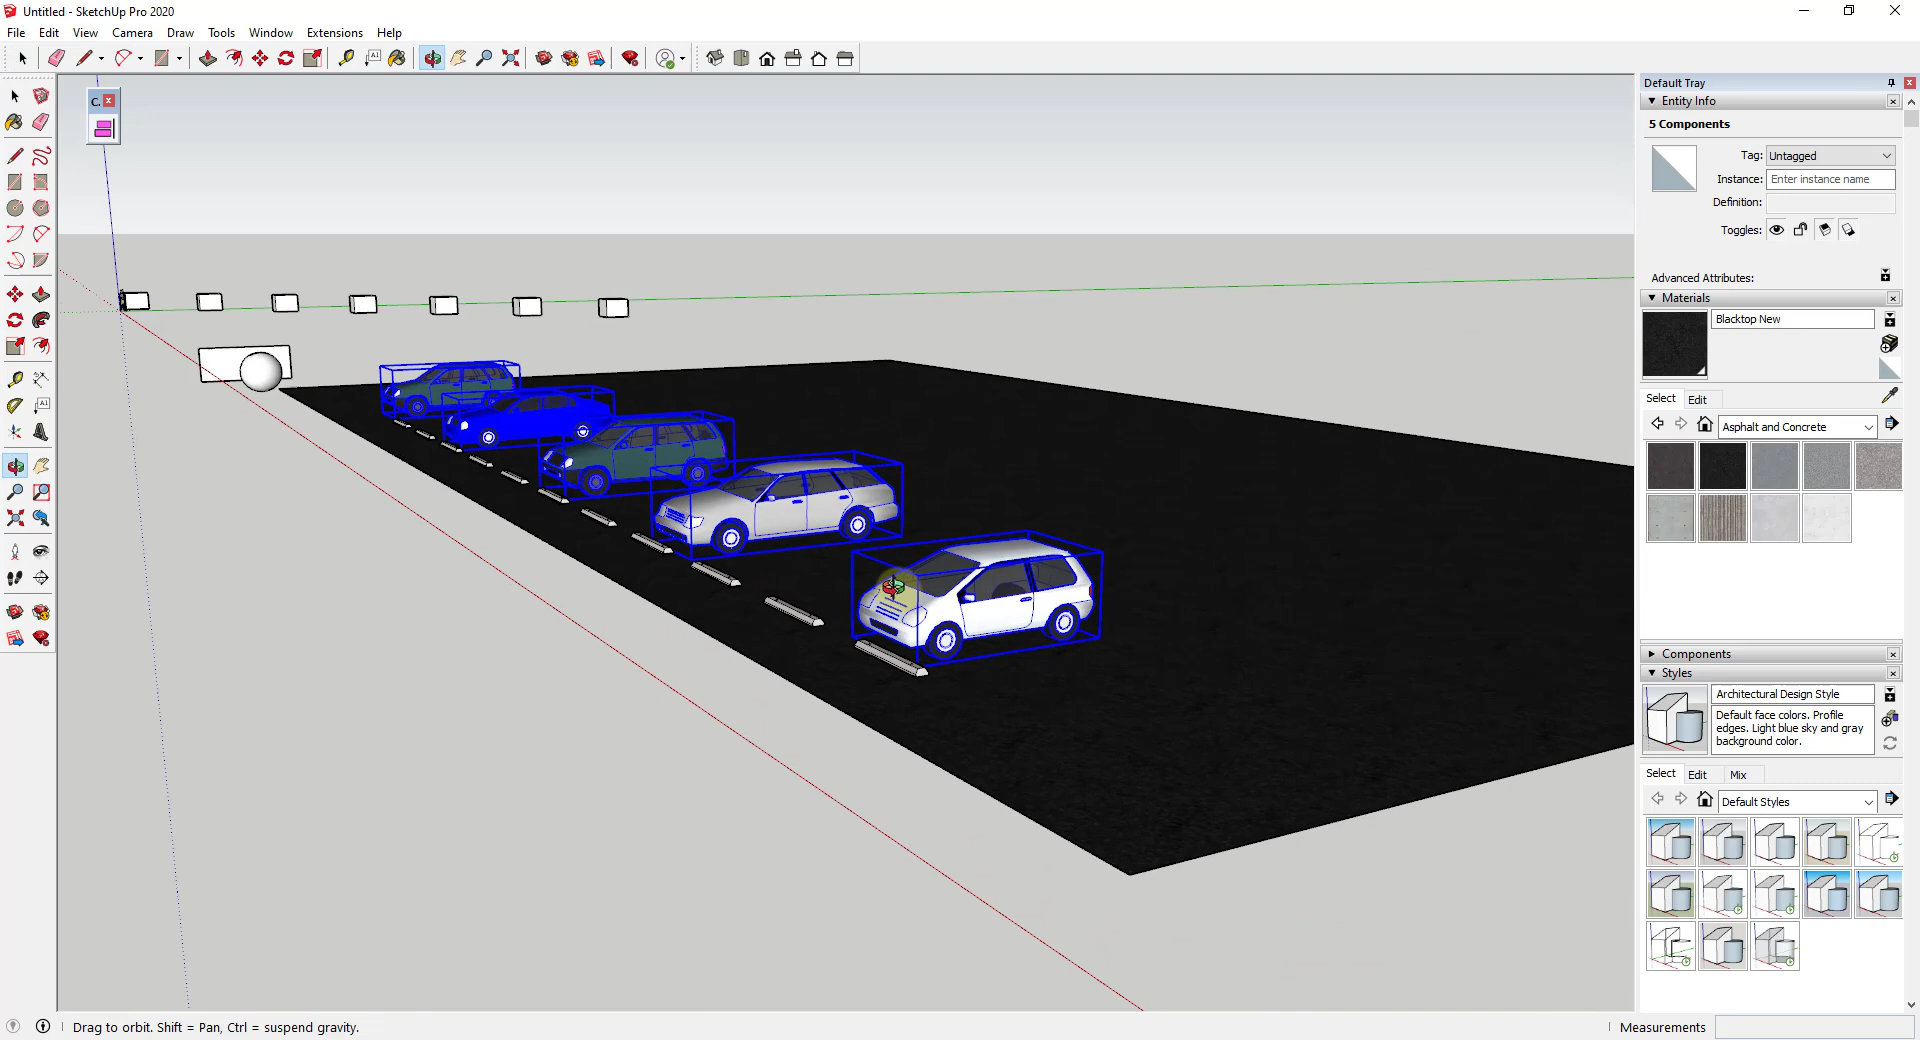 Untitled - SketchUp Pro 2020
File Edit View Camera Draw Tools Window Extensions Help
C.
Default Tray
Entity Info
5 Components
Tag: Untagged
Instance: Enter instance name
Definition:
Toggles:
Advanced Attributes:
Materials
Blacktop New
Select Edit
Asphalt and Concrete
Components
Styles
Architectural Design Style
Default face colors. Profile
edges. Light blue sky and gray
background color.
Select Edit Mix
Default Styles
Drag to orbit. Shift = Pan, Ctrl = suspend gravity.
Measurements